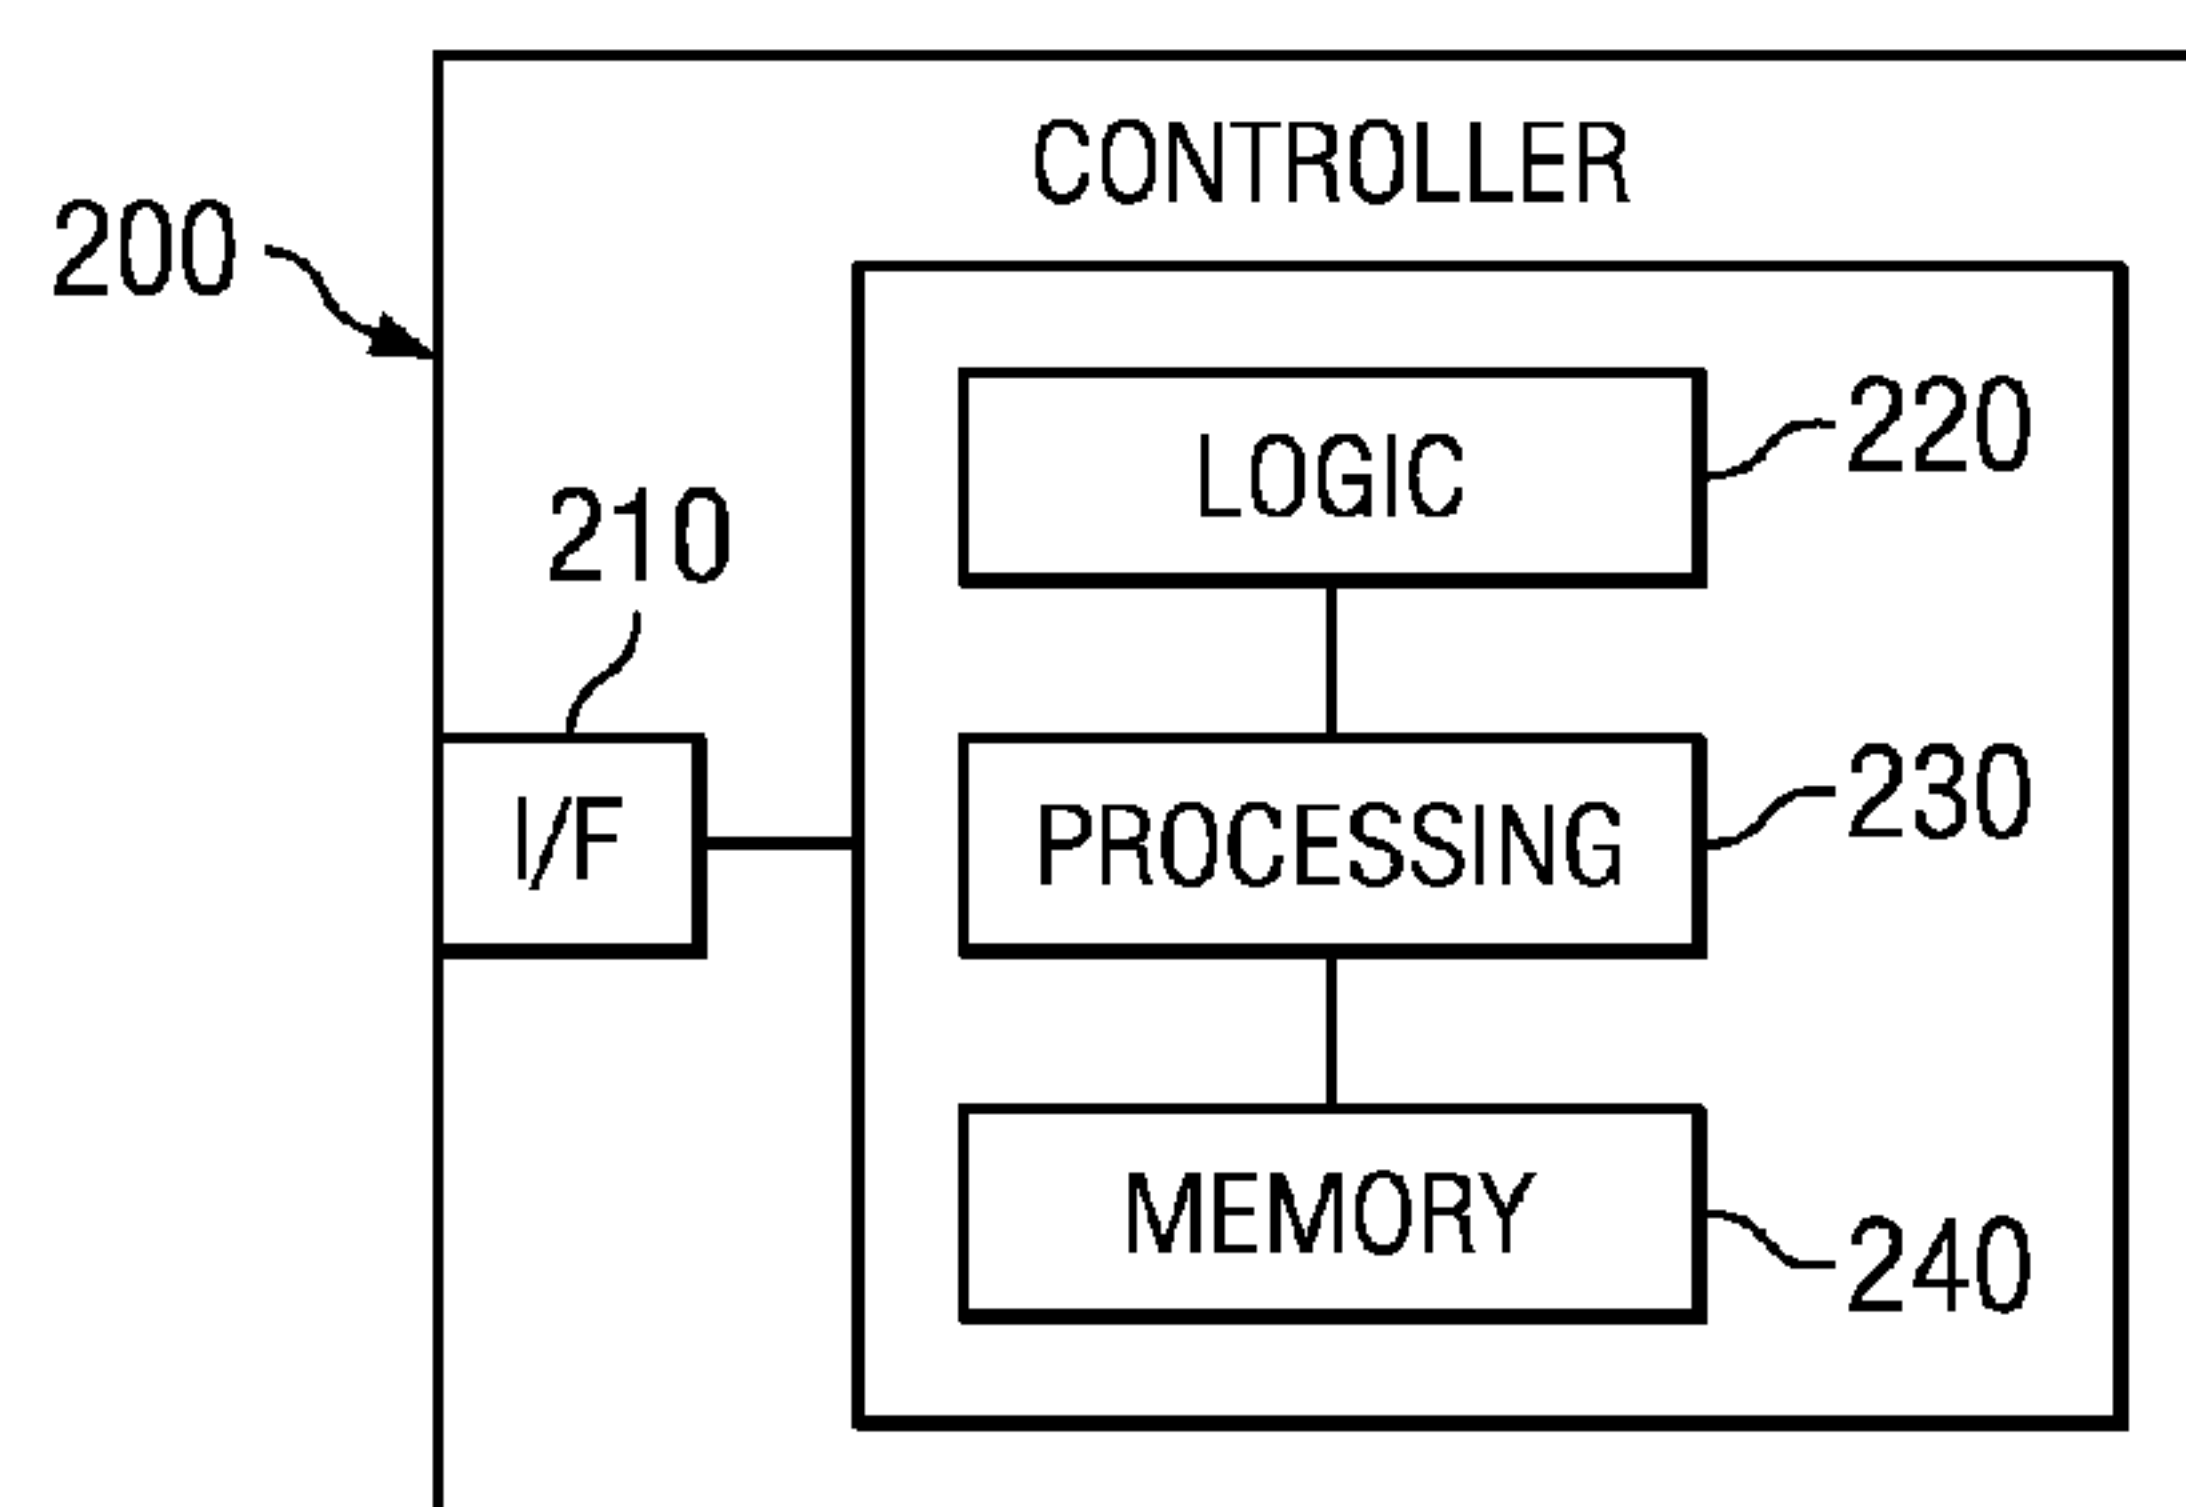 CONTROLLER
200
LOGIC
220
210
I/F
PROCESSING
230
MEMORY
240